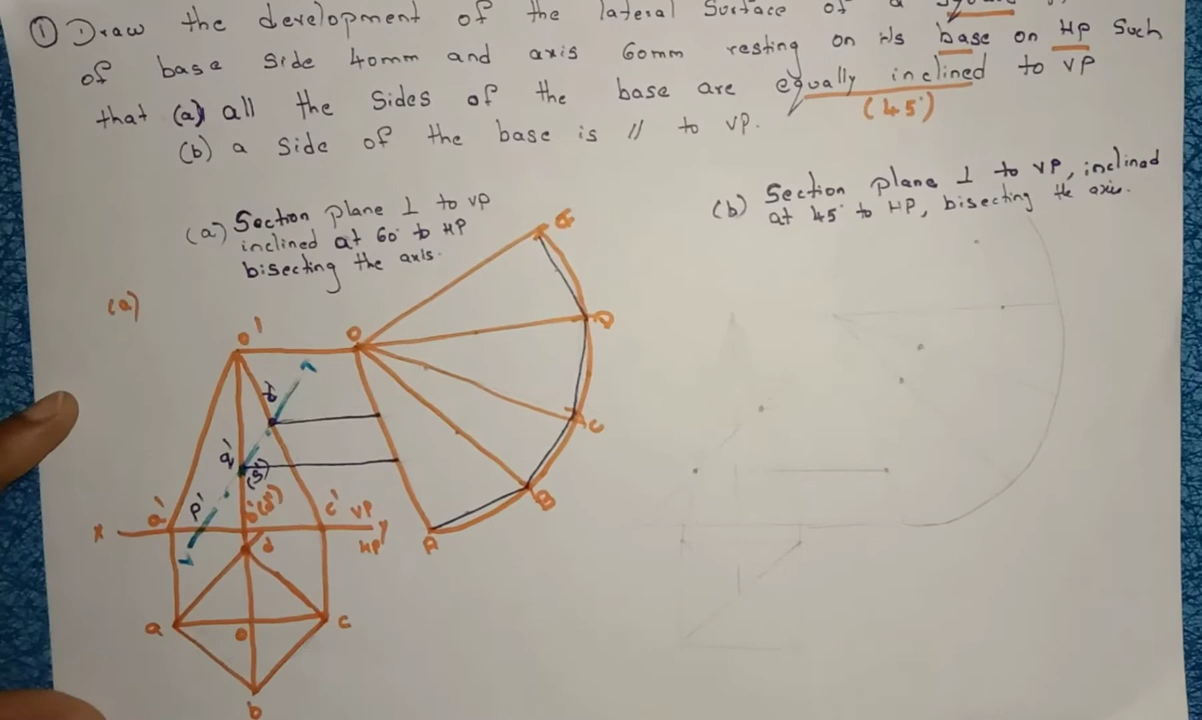 ① Draw the development of the lateral Surface of a
of base side 40mm and axis 60mm resting on its base on HP Such
that (a) all the Sides of the base are equally inclined to VP
(45°)
(b) a side of the base is // to VP.
(a) Section plane ⊥ to VP
inclined at 60° to HP
bisecting the axis.
(b) Section plane ⊥ to VP, inclined
at 45° to HP, bisecting the axis.
(a)
o' O D
C
q'
(s')
p' b'(d')
X a' c' VP
HP Y
d A B
a o c
b